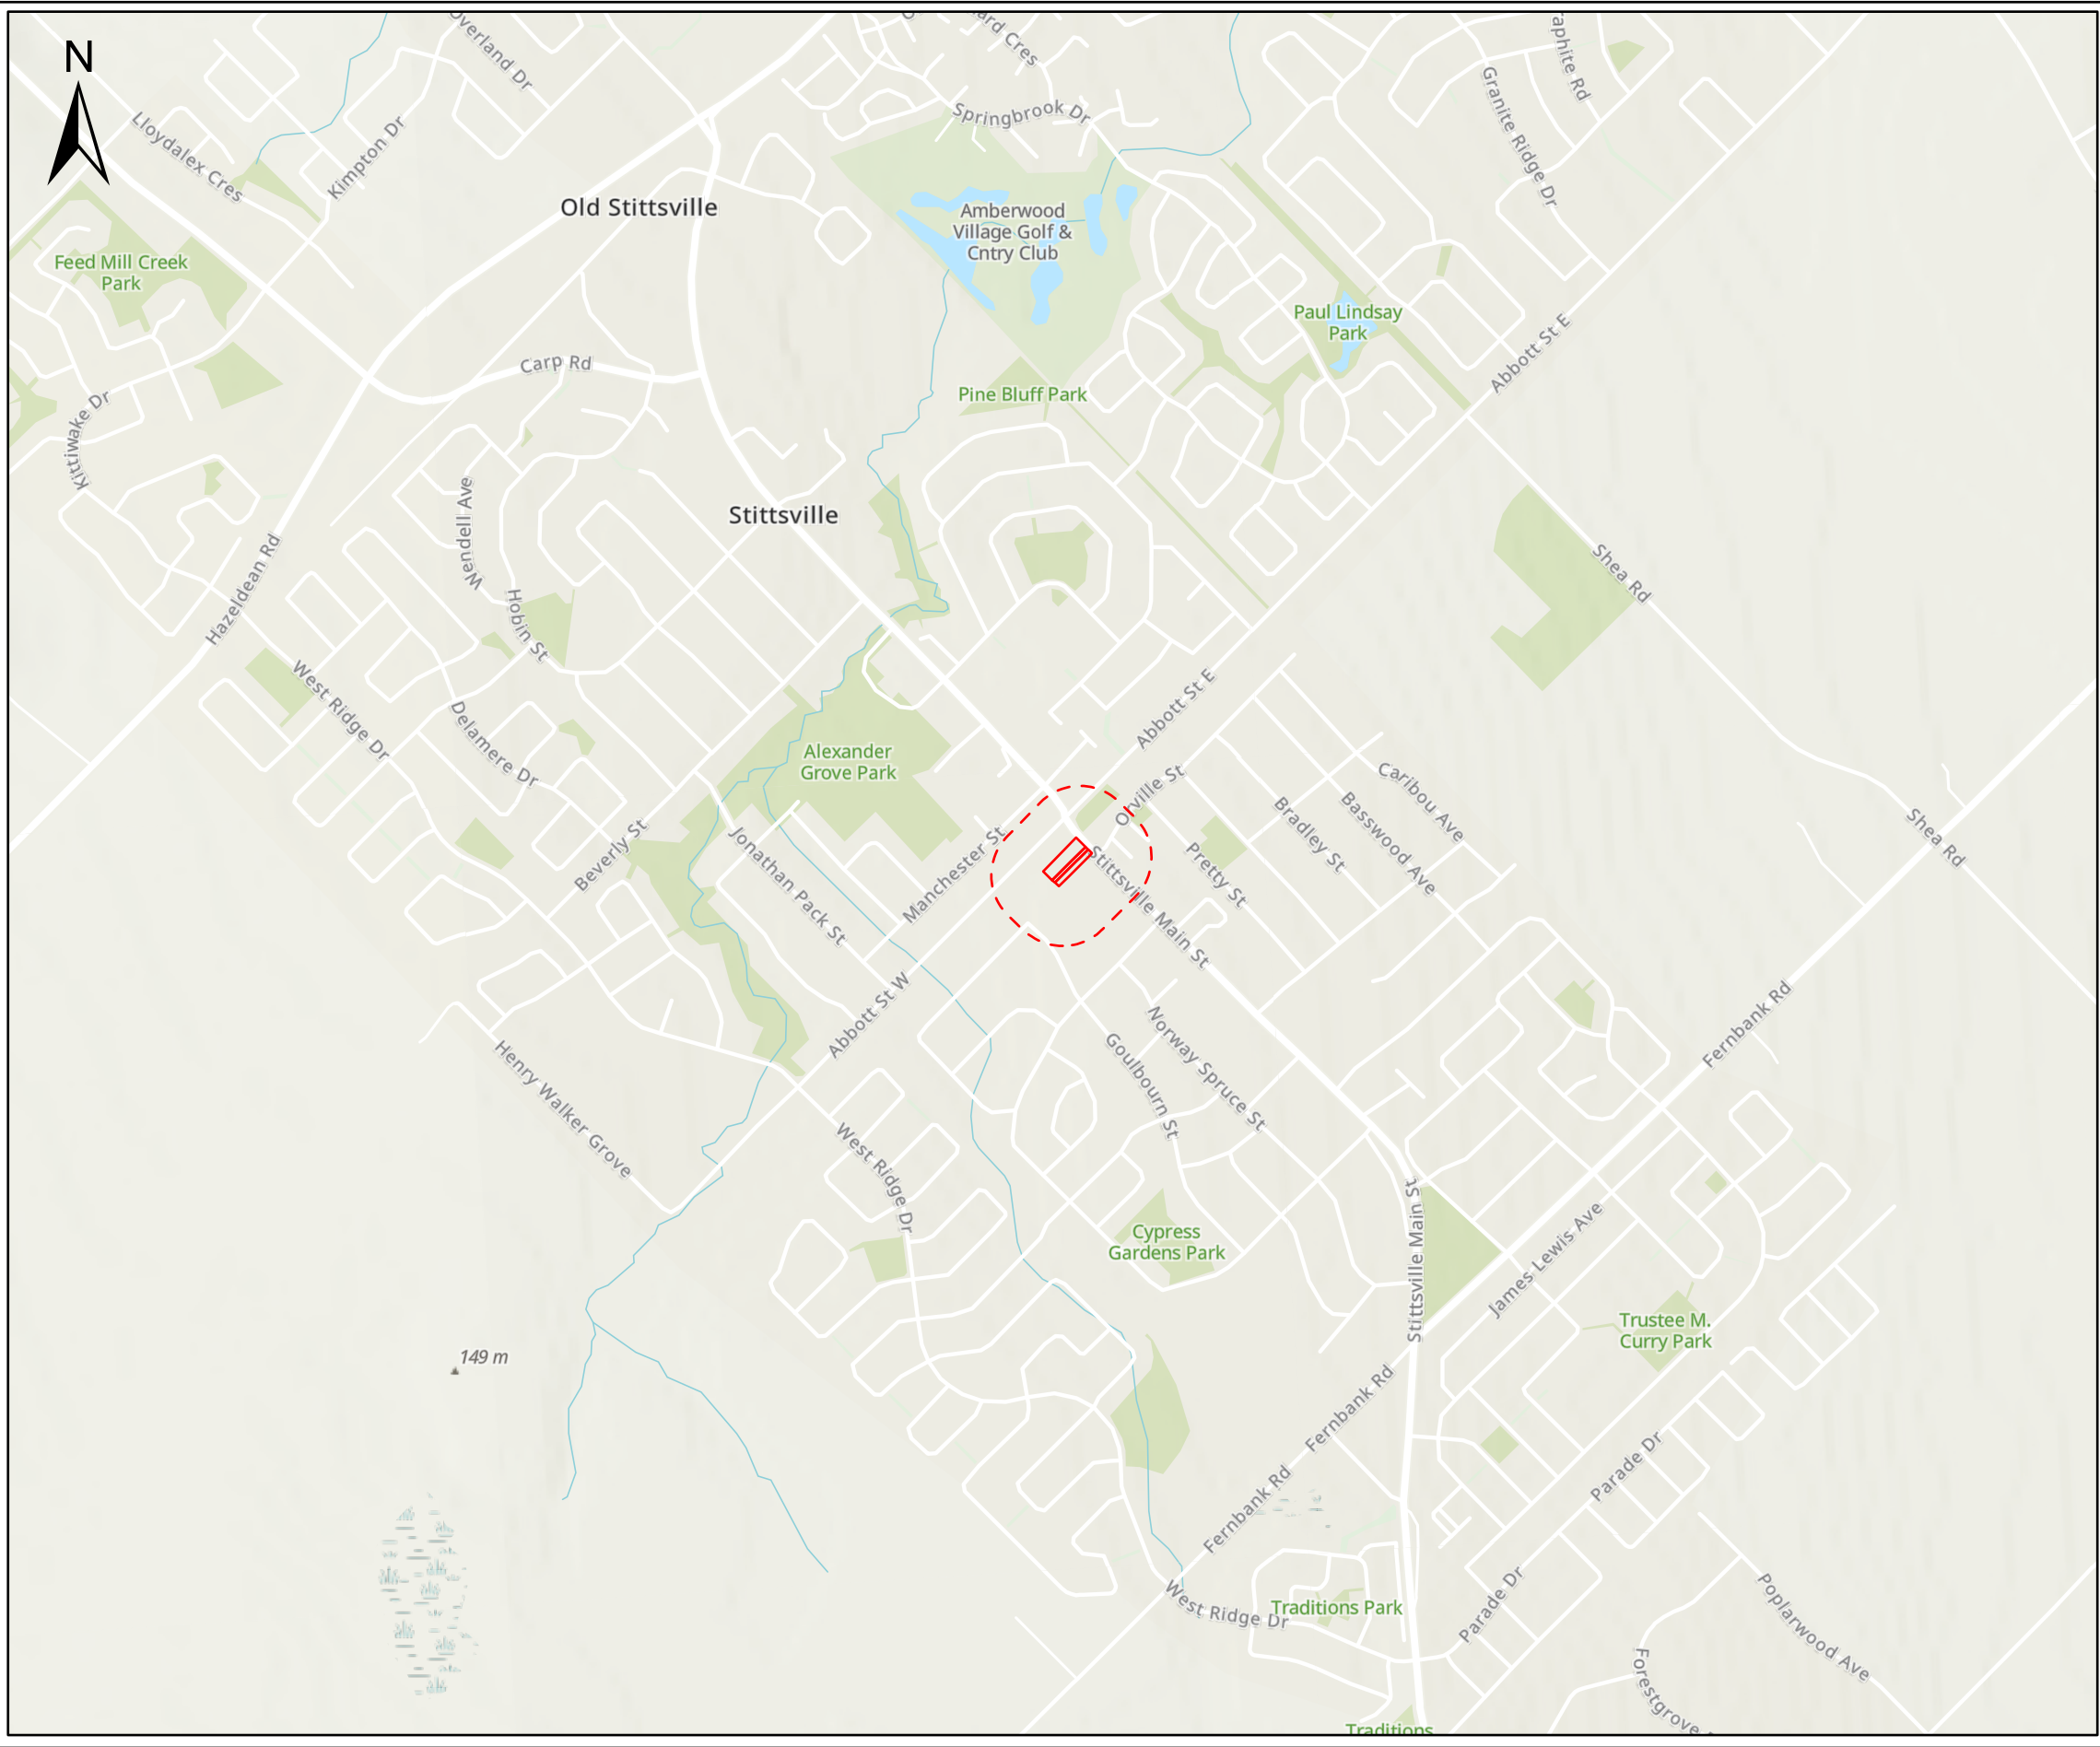 N
Overland Dr
Springbrook Dr
Granite Ridge Dr
Lloydalex Cres
Kimpton Dr
Old Stittsville
Amberwood
Village Golf &
Cntry Club
Feed Mill Creek
Park
Paul Lindsay
Park
Abbott St E
Carp Rd
Pine Bluff Park
Kittiwake Dr
Wendell Ave
Stittsville
Hazeldean Rd
Hobin St
Shea Rd
West Ridge Dr
Delamere Dr
Abbott St E
Alexander
Grove Park
Orville St
Caribou Ave
Basswood Ave
Bradley St
Pretty St
Beverly St
Jonathan Pack St
Manchester St
Stittsville Main St
Shea Rd
Abbott St W
Fernbank Rd
Norway Spruce St
Goulbourn St
Henry Walker Grove
West Ridge Dr
Cypress
Gardens Park
Stittsville Main St
James Lewis Ave
Trustee M.
Curry Park
149 m
Fernbank Rd
Parade Dr
Fernbank Rd
West Ridge Dr
Traditions Park
Parade Dr
Poplarwood Ave
Forestgrove
Traditions